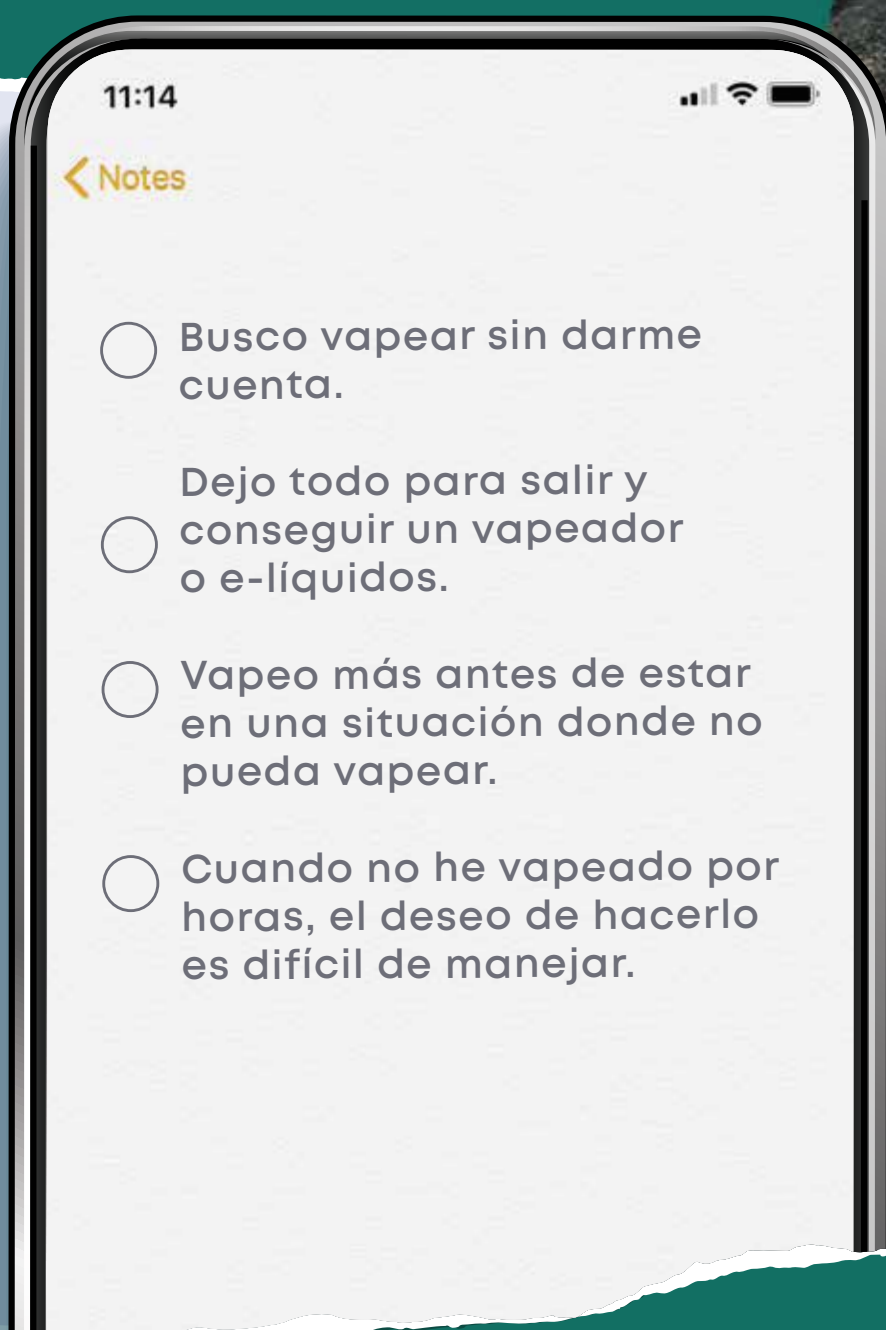 11:14
Notes
Busco vapear sin darme
cuenta.
Dejo todo para salir y
conseguir un vapeador
o e-líquidos.
Vapeo más antes de estar
en una situación donde no
pueda vapear.
Cuando no he vapeado por
horas, el deseo de hacerlo
es difícil de manejar.